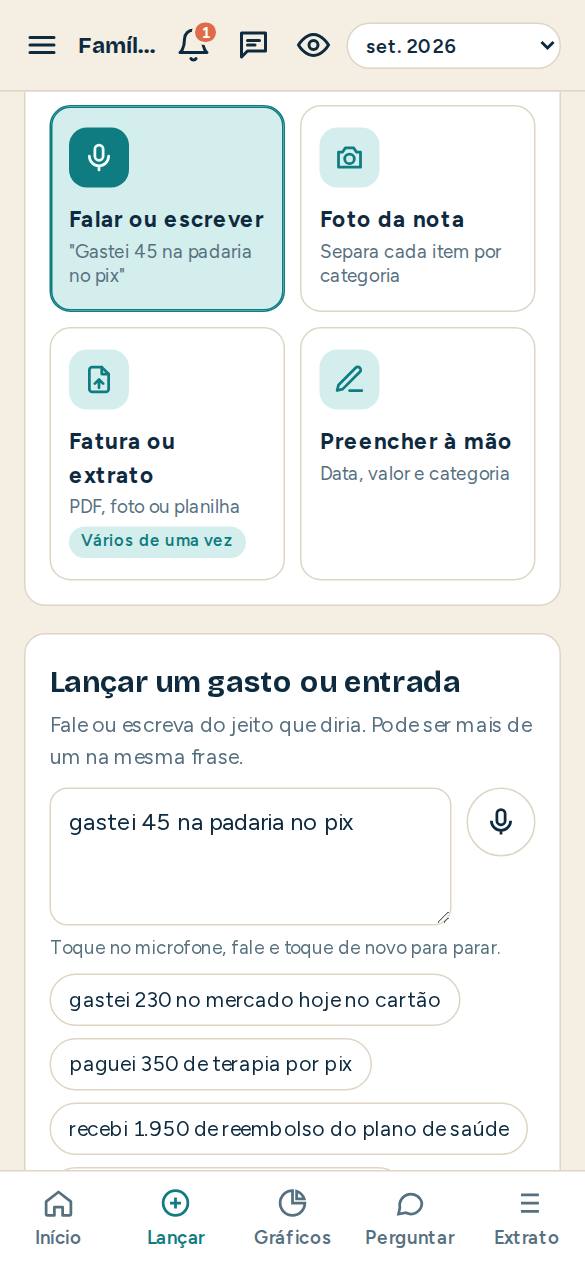 Famíl...
1
set. 2026
Falar ou escrever
"Gastei 45 na padaria
no pix"
Foto da nota
Separa cada item por
categoria
Fatura ou
extrato
PDF, foto ou planilha
Vários de uma vez
Preencher à mão
Data, valor e categoria
Lançar um gasto ou entrada
Fale ou escreva do jeito que diria. Pode ser mais de
um na mesma frase.
gastei 45 na padaria no pix
Toque no microfone, fale e toque de novo para parar.
gastei 230 no mercado hoje no cartão
paguei 350 de terapia por pix
recebi 1.950 de reembolso do plano de saúde
Início
Lançar
Gráficos
Perguntar
Extrato